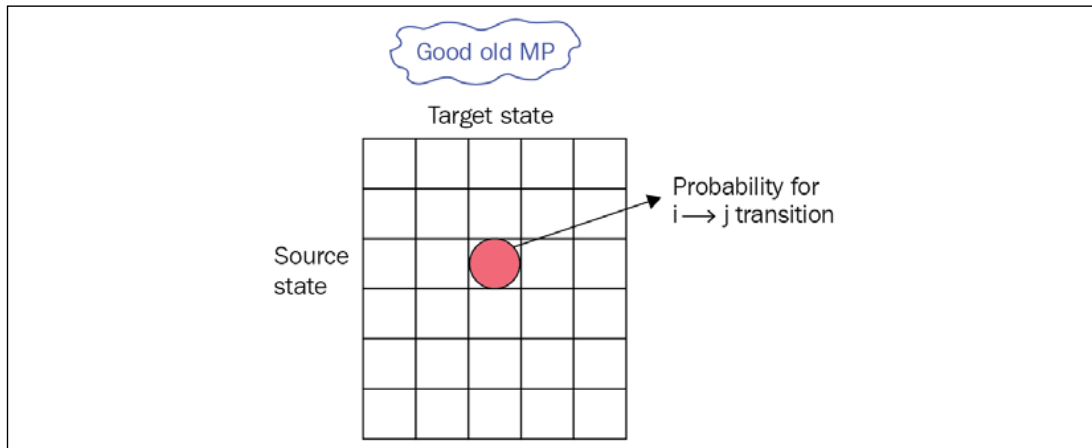 Good old MP
Target state
Probability for
i → j transition
Source
state